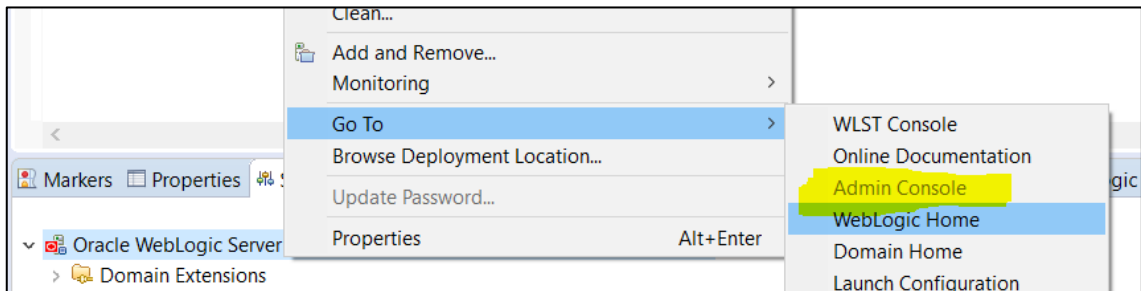 Clean...
Add and Remove...
Monitoring
Go To
Browse Deployment Location...
Update Password...
Properties Alt+Enter
WLST Console
Online Documentation
Admin Console
WebLogic Home
Domain Home
Launch Configuration
Markers Properties
Oracle WebLogic Server
Domain Extensions